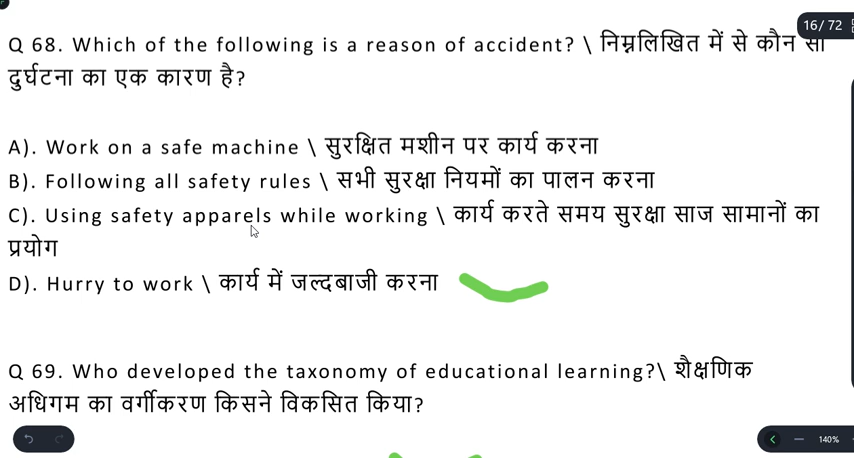 16/ 72
Q 68. Which of the following is a reason of accident? \ निम्नलिखित में से कौन सा
दुर्घटना का एक कारण है?
A). Work on a safe machine \ सुरक्षित मशीन पर कार्य करना
B). Following all safety rules \ सभी सुरक्षा नियमों का पालन करना
C). Using safety apparels while working \ कार्य करते समय सुरक्षा साज सामानों का
प्रयोग
D). Hurry to work \ कार्य में जल्दबाजी करना
Q 69. Who developed the taxonomy of educational learning?\ शैक्षणिक
अधिगम का वर्गीकरण किसने विकसित किया?
140%